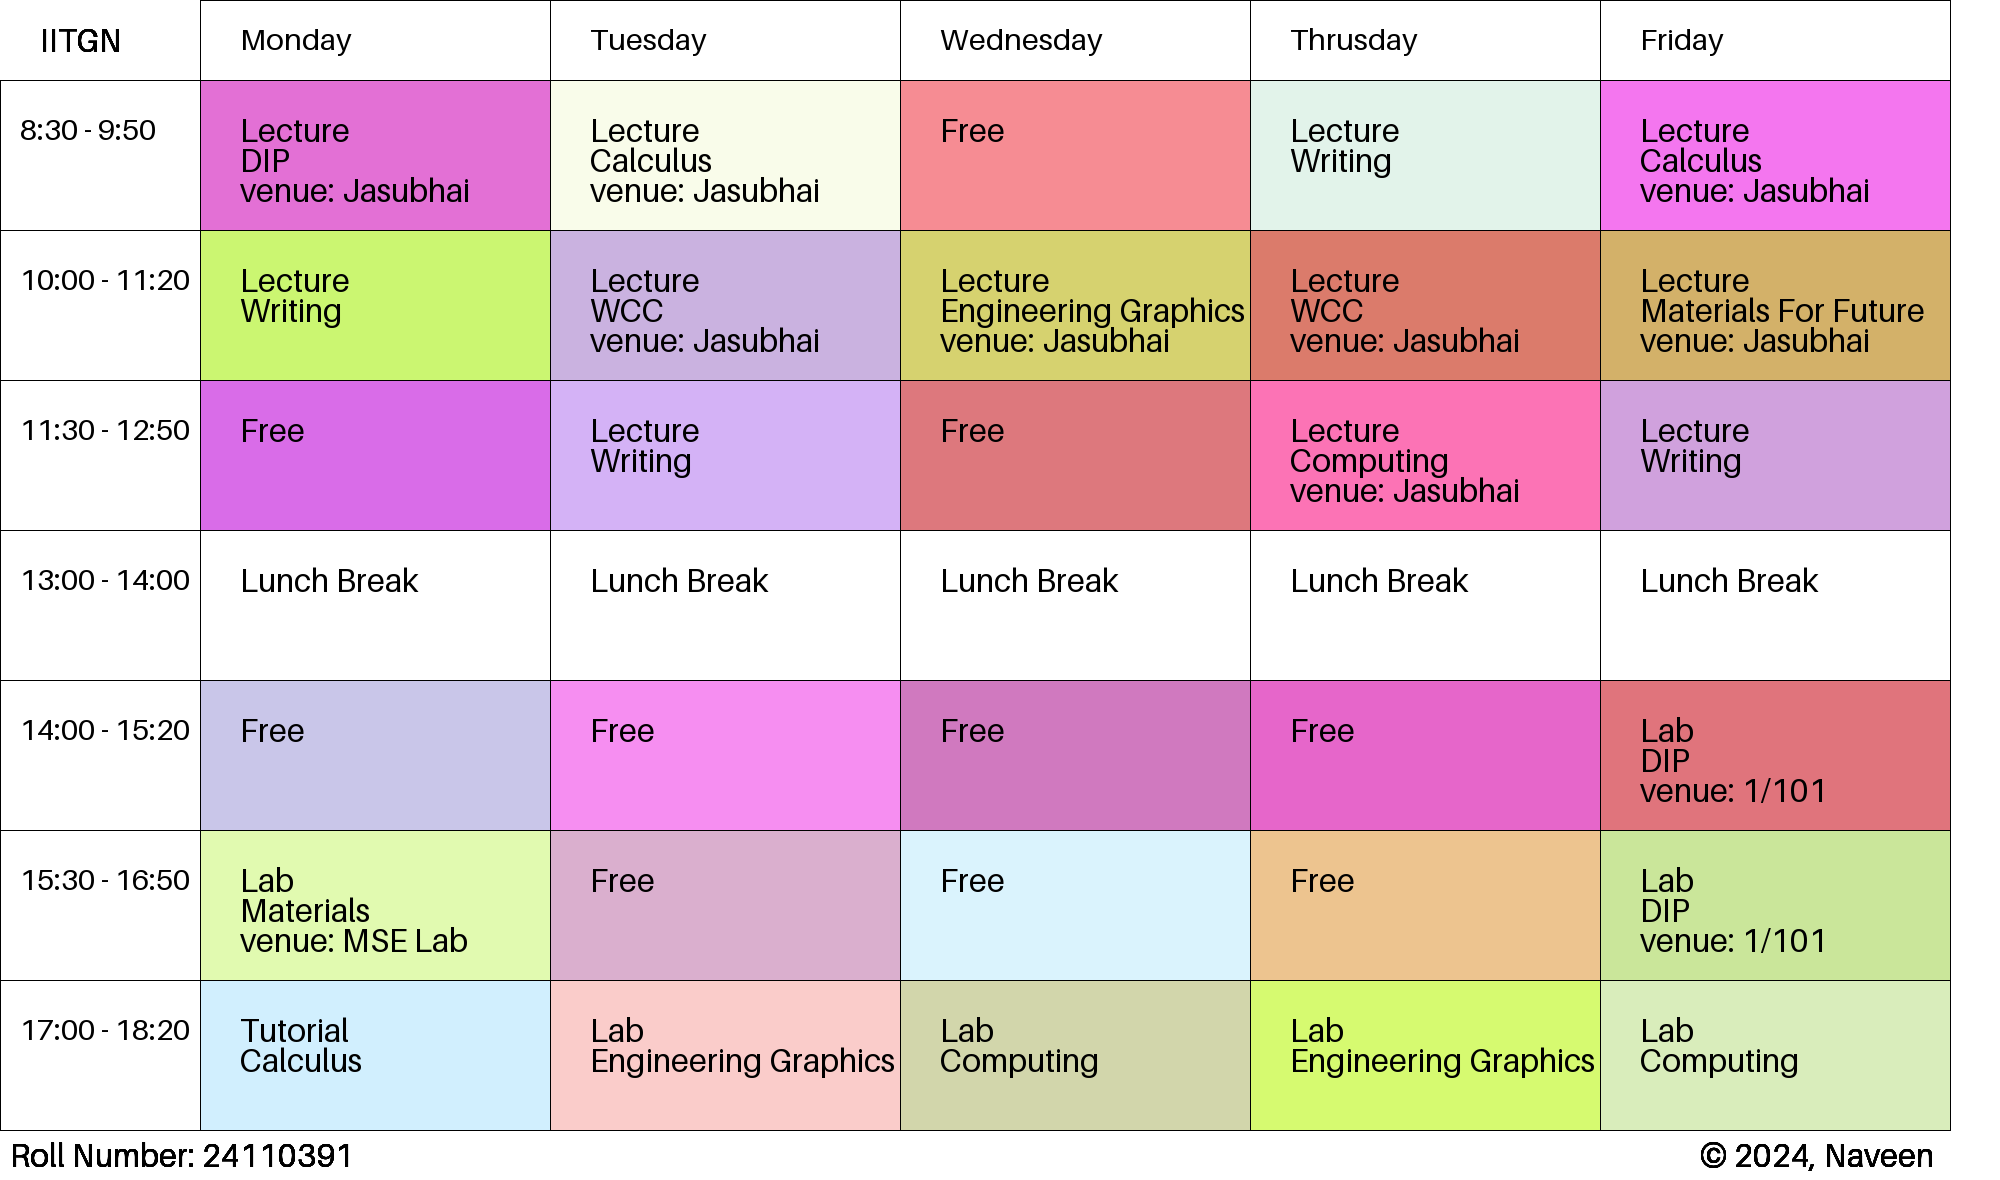 IITGN Monday Tuesday Wednesday Thrusday Friday
8:30 - 9:50
Lecture
DIP
venue: Jasubhai
Lecture
Calculus
venue: Jasubhai
Free
Lecture
Writing
Lecture
Calculus
venue: Jasubhai
10:00 - 11:20
Lecture
Writing
Lecture
WCC
venue: Jasubhai
Lecture
Engineering Graphics
venue: Jasubhai
Lecture
WCC
venue: Jasubhai
Lecture
Materials For Future
venue: Jasubhai
11:30 - 12:50
Free
Lecture
Writing
Free
Lecture
Computing
venue: Jasubhai
Lecture
Writing
13:00 - 14:00
Lunch Break
Lunch Break
Lunch Break
Lunch Break
Lunch Break
14:00 - 15:20
Free
Free
Free
Free
Lab
DIP
venue: 1/101
15:30 - 16:50
Lab
Materials
venue: MSE Lab
Free
Free
Free
Lab
DIP
venue: 1/101
17:00 - 18:20
Tutorial
Calculus
Lab
Engineering Graphics
Lab
Computing
Lab
Engineering Graphics
Lab
Computing
Roll Number: 24110391
© 2024, Naveen